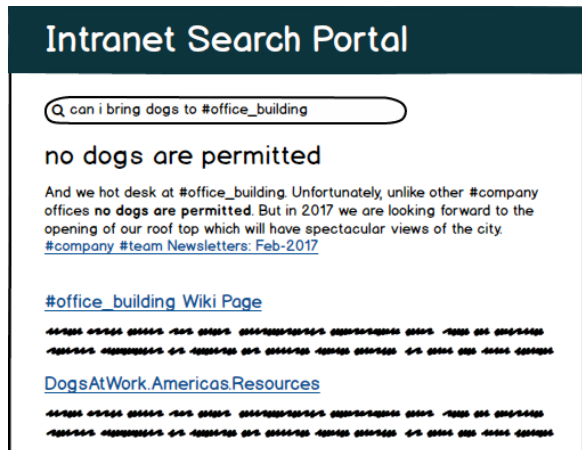 Intranet Search Portal
can i bring dogs to #office_building
no dogs are permitted
And we hot desk at #office_building. Unfortunately, unlike other #company
offices no dogs are permitted. But in 2017 we are looking forward to the
opening of our roof top which will have spectacular views of the city.
#company #team Newsletters: Feb-2017
#office_building Wiki Page
DogsAtWork.Americas.Resources